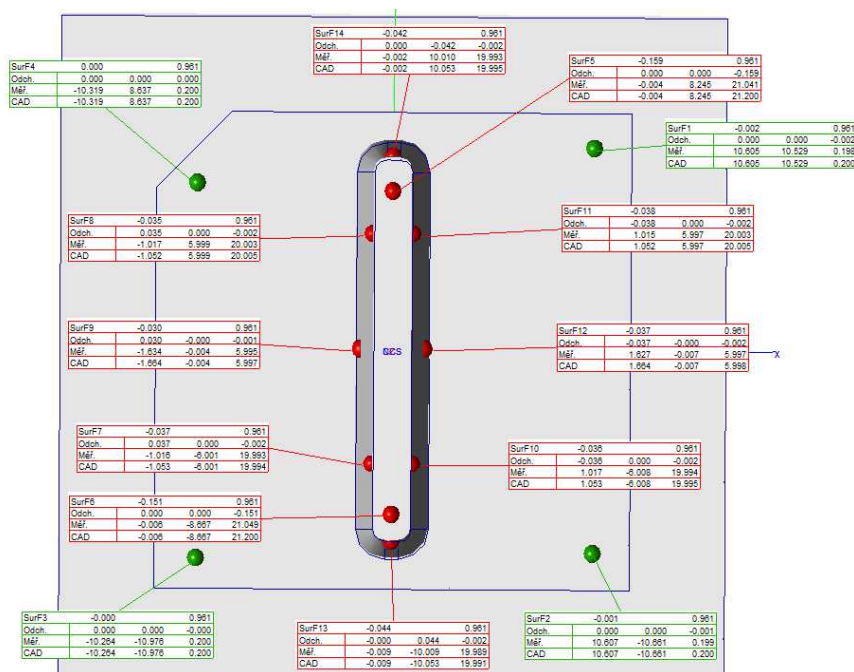 SurF14 -0.042 0.961
Odch. 0.000 -0.042 -0.002
Měř. -0.002 10.010 19.993
CAD -0.002 10.053 19.995
SurF5 -0.159 0.961
Odch. 0.000 0.000 -0.159
Měř. -0.004 8.245 21.041
CAD -0.004 8.245 21.200
SurF4 0.000 0.961
Odch. 0.000 0.000 0.000
Měř. -10.319 8.637 0.200
CAD -10.319 8.637 0.200
SurF1 -0.002 0.961
Odch. 0.000 0.000 -0.002
Měř. 10.605 10.529 0.198
CAD 10.605 10.529 0.200
SurF8 -0.035 0.961
Odch. 0.035 0.000 -0.002
Měř. -1.017 5.999 20.003
CAD -1.052 5.999 20.005
SurF11 -0.038 0.961
Odch. -0.038 0.000 -0.002
Měř. 1.015 5.997 20.003
CAD 1.052 5.997 20.005
SurF9 -0.030 0.961
Odch. 0.030 -0.000 -0.001
Měř. -1.634 -0.004 5.995
CAD -1.664 -0.004 5.997
SurF12 -0.037 0.961
Odch. -0.037 -0.000 -0.002
Měř. 1.627 -0.007 5.997
CAD 1.664 -0.007 5.998
X
SurF7 -0.037 0.961
Odch. 0.037 0.000 -0.002
Měř. -1.016 -6.001 19.993
CAD -1.053 -6.001 19.994
SurF10 -0.036 0.961
Odch. -0.036 0.000 -0.002
Měř. 1.017 -6.008 19.994
CAD 1.053 -6.008 19.995
SurF6 -0.151 0.961
Odch. 0.000 0.000 -0.151
Měř. -0.006 -8.667 21.049
CAD -0.006 -8.667 21.200
SurF3 -0.000 0.961
Odch. 0.000 0.000 -0.000
Měř. -10.264 -10.976 0.200
CAD -10.264 -10.976 0.200
SurF13 -0.044 0.961
Odch. -0.000 0.044 -0.002
Měř. -0.009 -10.009 19.989
CAD -0.009 -10.053 19.991
SurF2 -0.001 0.961
Odch. 0.000 0.000 -0.001
Měř. 10.607 -10.661 0.199
CAD 10.607 -10.661 0.200